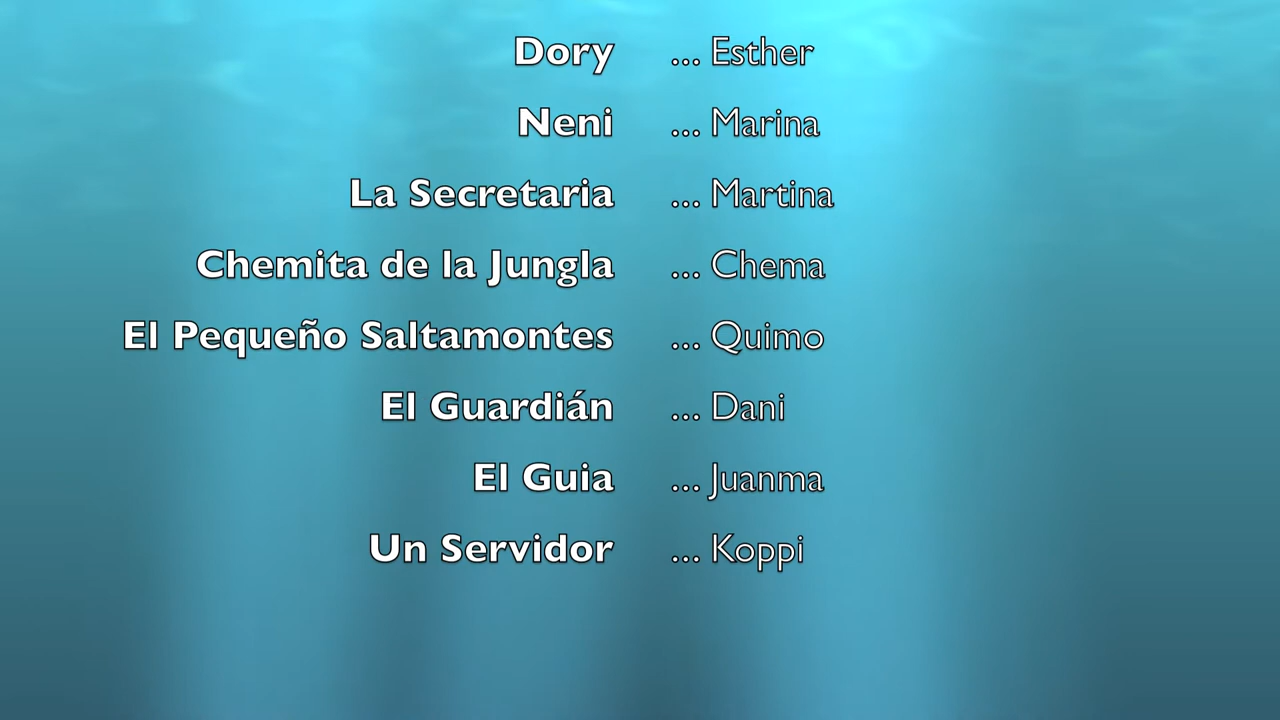 Dory ... Esther
Neni ... Marina
La Secretaria ... Martina
Chemita de la Jungla ... Chema
El Pequeño Saltamontes ... Quimo
El Guardián ... Dani
El Guia ... Juanma
Un Servidor ... Koppi